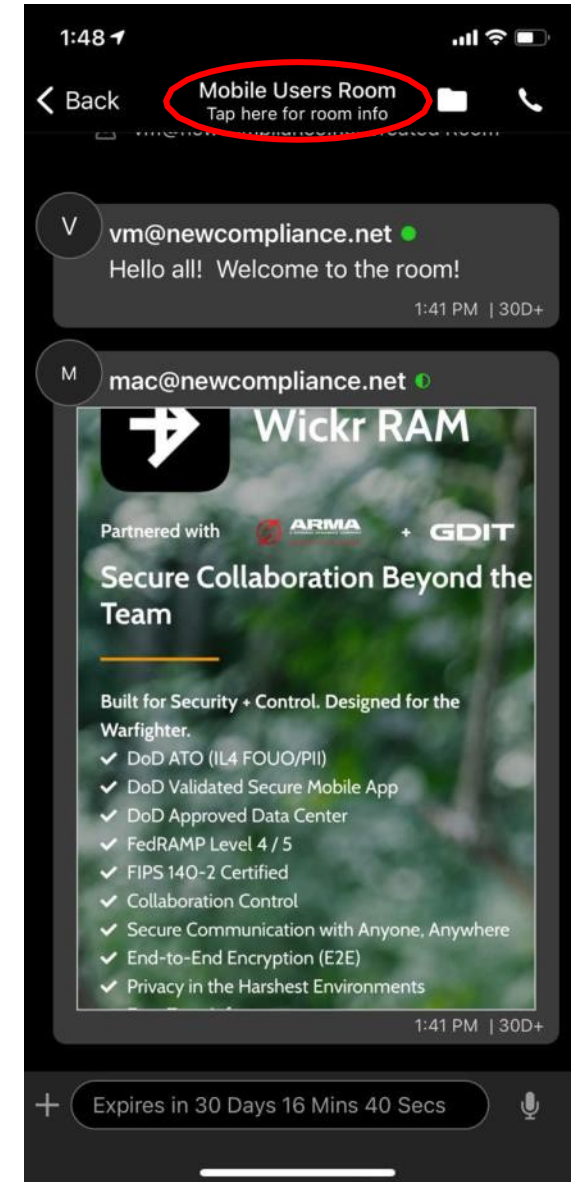 1:48
Back
Mobile Users Room
Tap here for room info
vm@newcompliance.net
Room
V
vm@newcompliance.net
Hello all! Welcome to the room!
1:41 PM | 30D+
M
mac@newcompliance.net
Wickr RAM
Partnered with
ARMA
+ GDIT
Secure Collaboration Beyond the
Team
Built for Security + Control. Designed for the
Warfighter.
DoD ATO (IL4 FOUO/PII)
DoD Validated Secure Mobile App
DoD Approved Data Center
FedRAMP Level 4 / 5
FIPS 140-2 Certified
Collaboration Control
Secure Communication with Anyone, Anywhere
End-to-End Encryption (E2E)
Privacy in the Harshest Environments
1:41 PM | 30D+
Expires in 30 Days 16 Mins 40 Secs